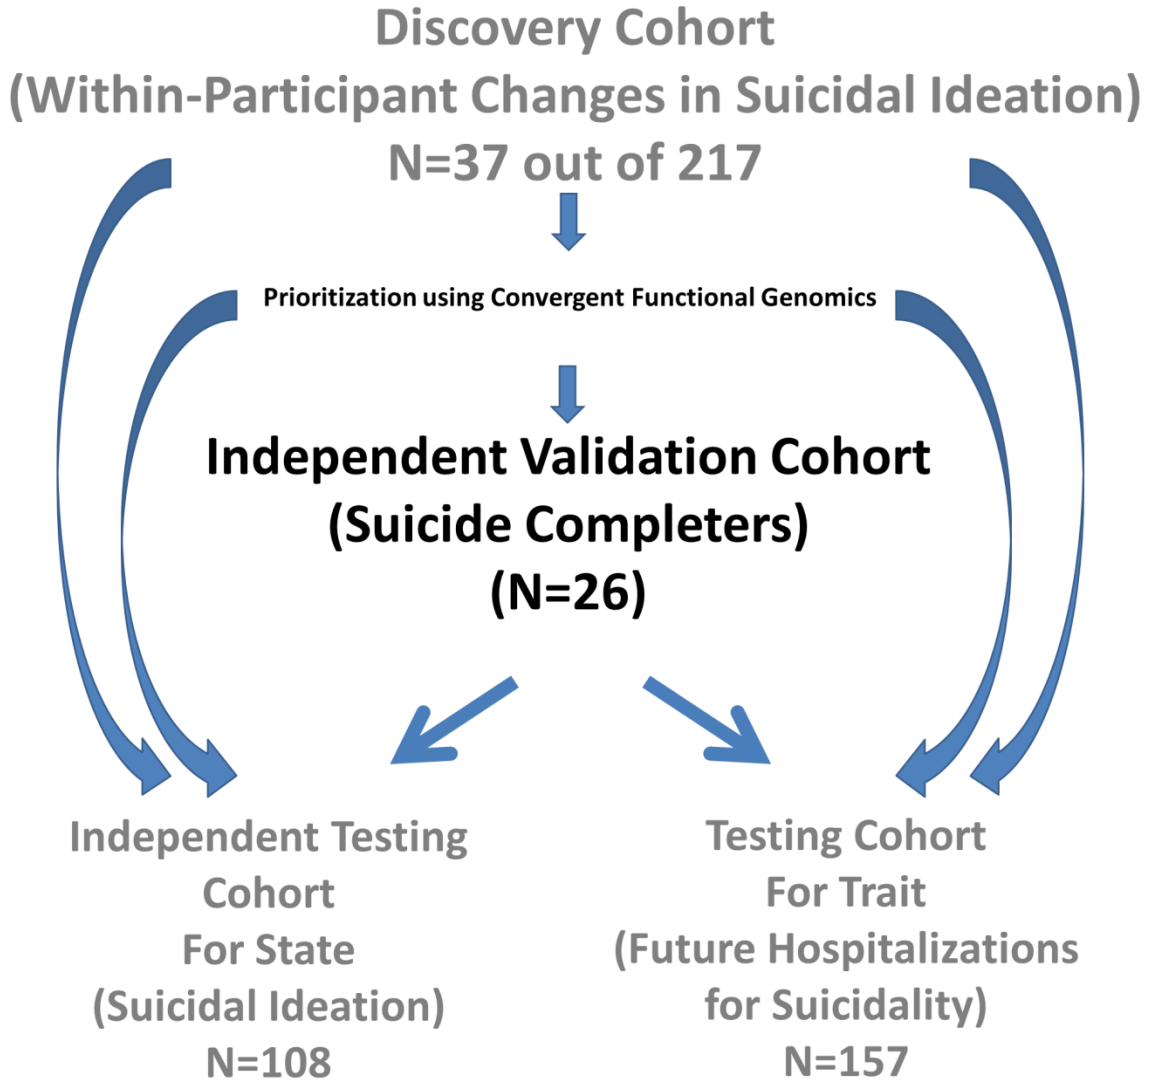 Discovery Cohort
(Within-Participant Changes in Suicidal Ideation)
N=37 out of 217
Prioritization using Convergent Functional Genomics
Independent Validation Cohort
(Suicide Completers)
(N=26)
Independent Testing
Cohort
For State
(Suicidal Ideation)
N=108
Testing Cohort
For Trait
(Future Hospitalizations
for Suicidality)
N=157